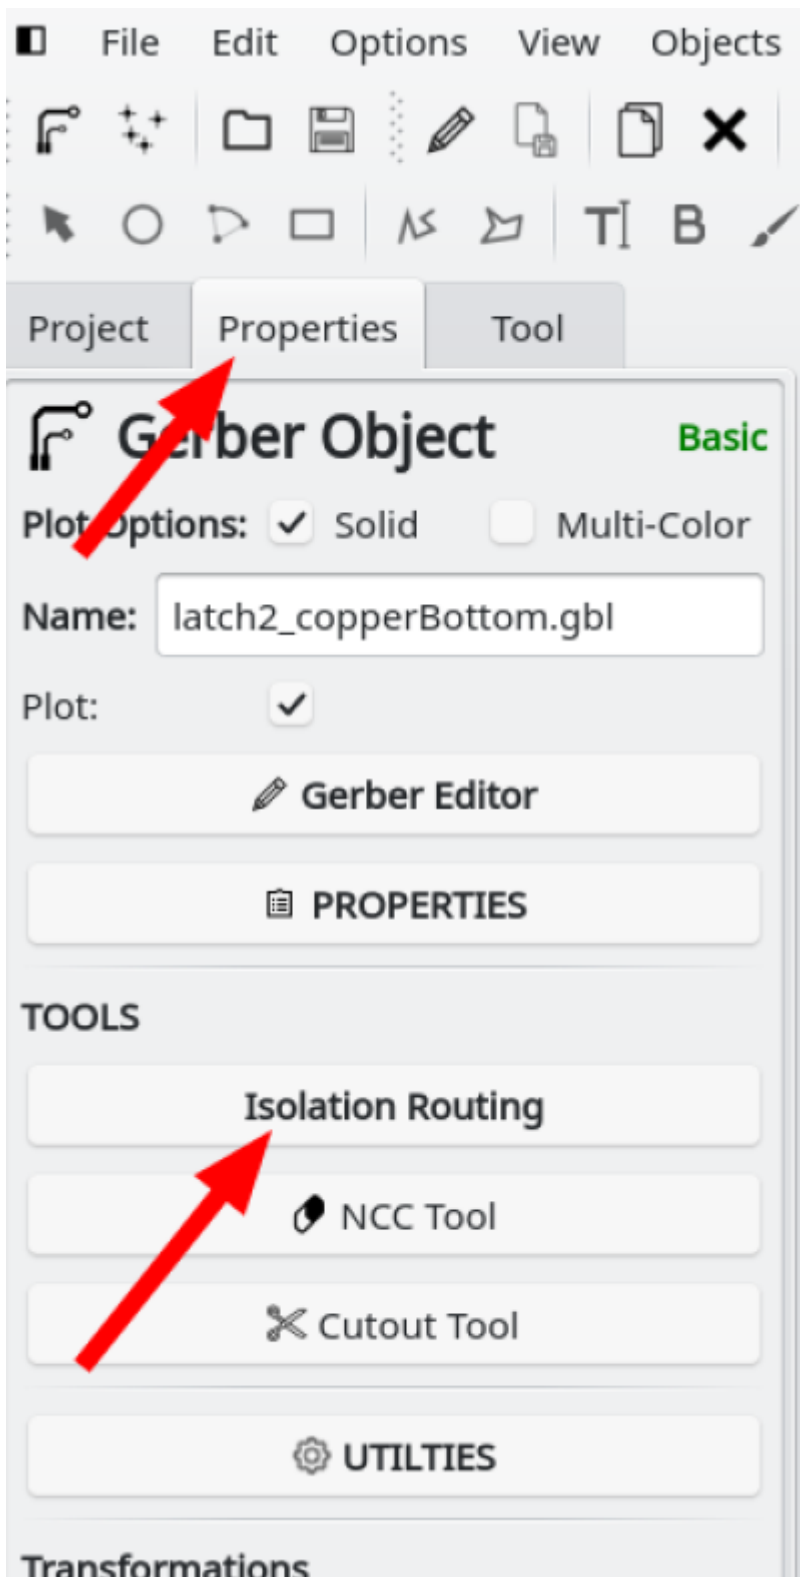 File Edit Options View Objects
T B
Project Properties Tool
Gerber Object Basic
Plot Options: Solid Multi-Color
Name: latch2_copperBottom.gbl
Plot:
Gerber Editor
PROPERTIES
TOOLS
Isolation Routing
NCC Tool
Cutout Tool
UTILTIES
Transformations